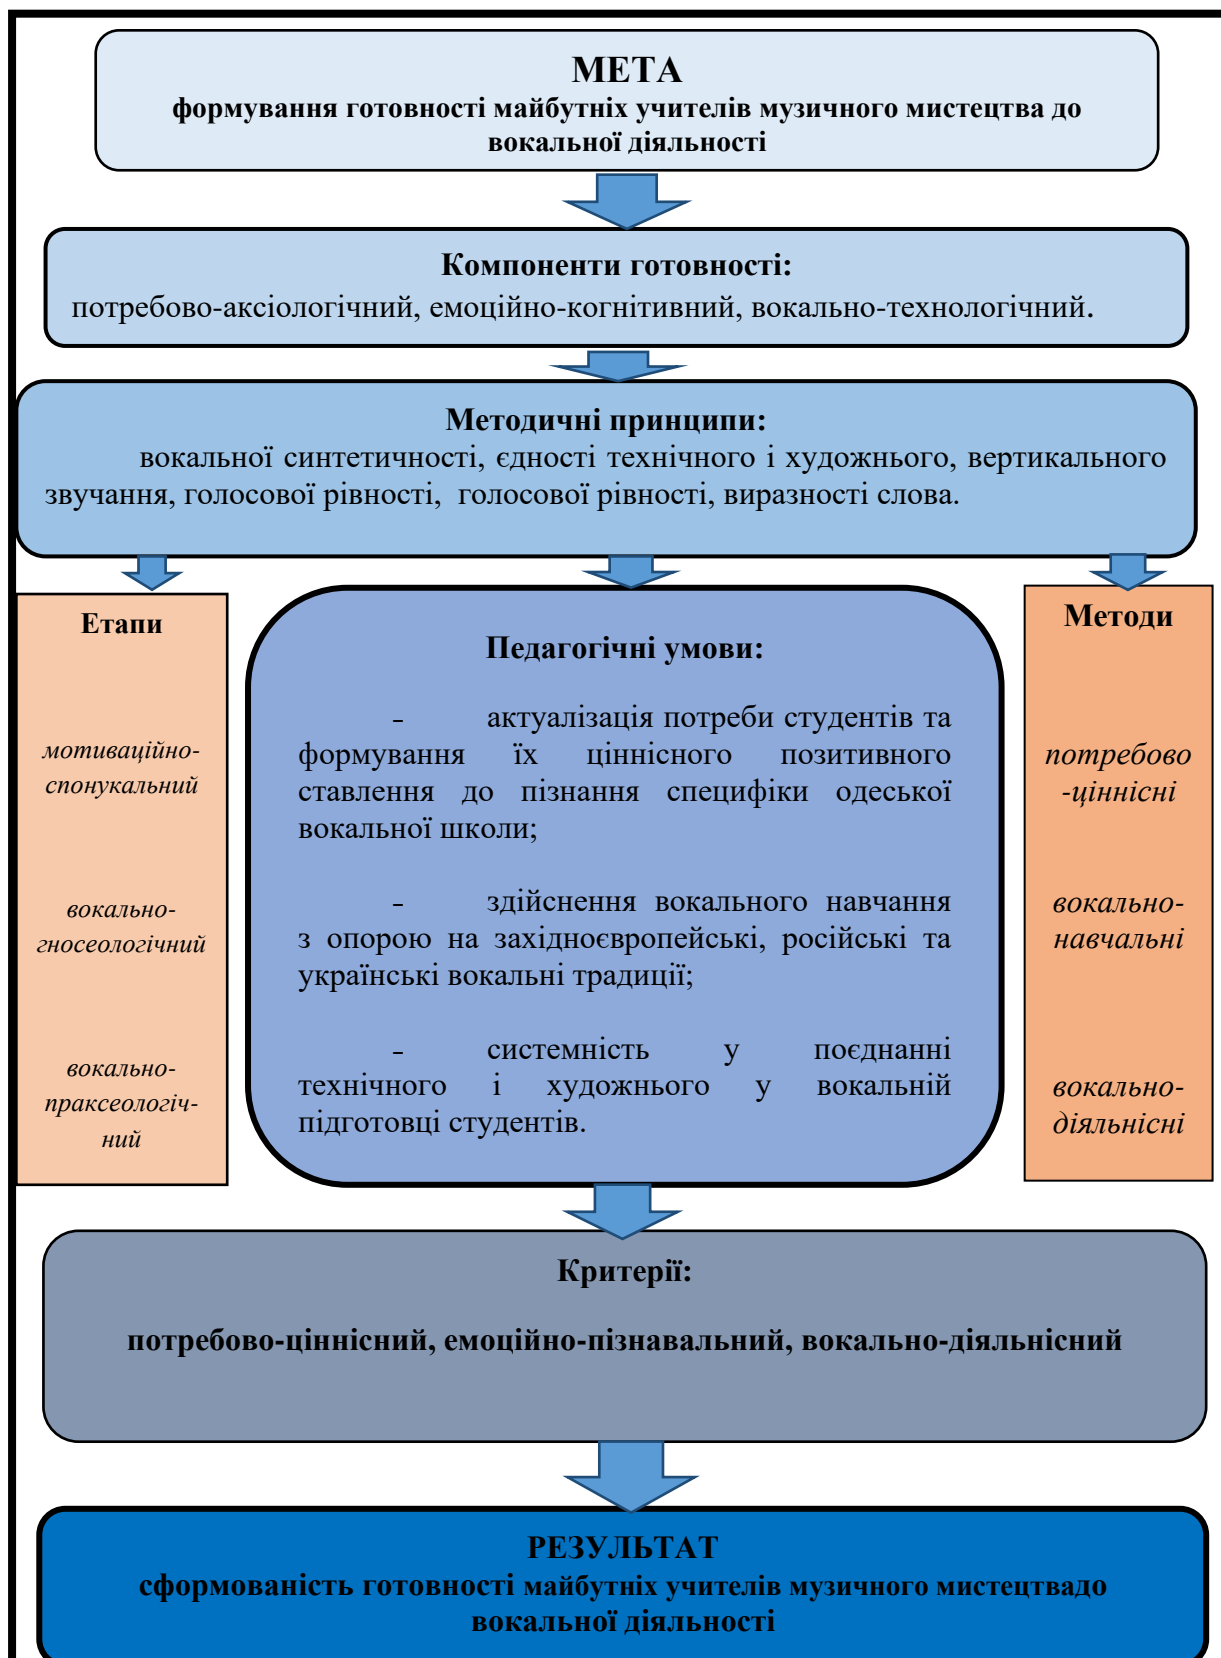 МЕТА
формування готовності майбутніх учителів музичного мистецтва до
вокальної діяльності
Компоненти готовності:
потребово-аксіологічний, емоційно-когнітивний, вокально-технологічний.
Методичні принципи:
вокальної синтетичності, єдності технічного і художнього, вертикального
звучання, голосової рівності, голосової рівності, виразності слова.
Етапи
мотиваційно-
спонукальний
вокально-
гносеологічний
вокально-
праксеологіч-
ний
Педагогічні умови:
- актуалізація потреби студентів та
формування їх ціннісного позитивного
ставлення до пізнання специфіки одеської
вокальної школи;
- здійснення вокального навчання
з опорою на західноєвропейські, російські та
українські вокальні традиції;
- системність у поєднанні
технічного і художнього у вокальній
підготовці студентів.
Методи
потребово
-ціннісні
вокально-
навчальні
вокально-
діяльнісні
Критерії:
потребово-ціннісний, емоційно-пізнавальний, вокально-діяльнісний
РЕЗУЛЬТАТ
сформованість готовності майбутніх учителів музичного мистецтвадо
вокальної діяльності